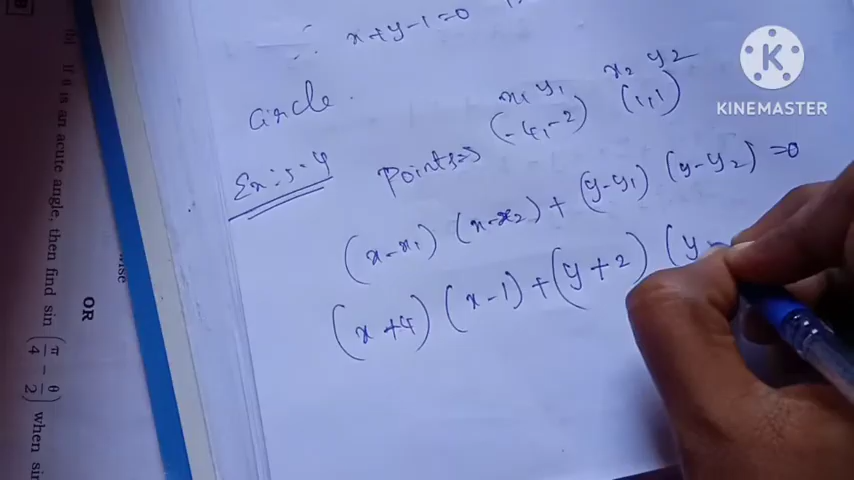 ∴ x+y-1=0
Circle.
Ex: 5.4
Points⇒ (-4,-2) (1,1)
x₁ y₁ x₂ y₂
(x-x₁) (x-x₂) + (y-y₁) (y-y₂) =0
(x+4) (x-1) + (y+2) (y-
K
KINEMASTER
OR
If θ is an acute angle, then find sin (π/4 - θ/2) when sin